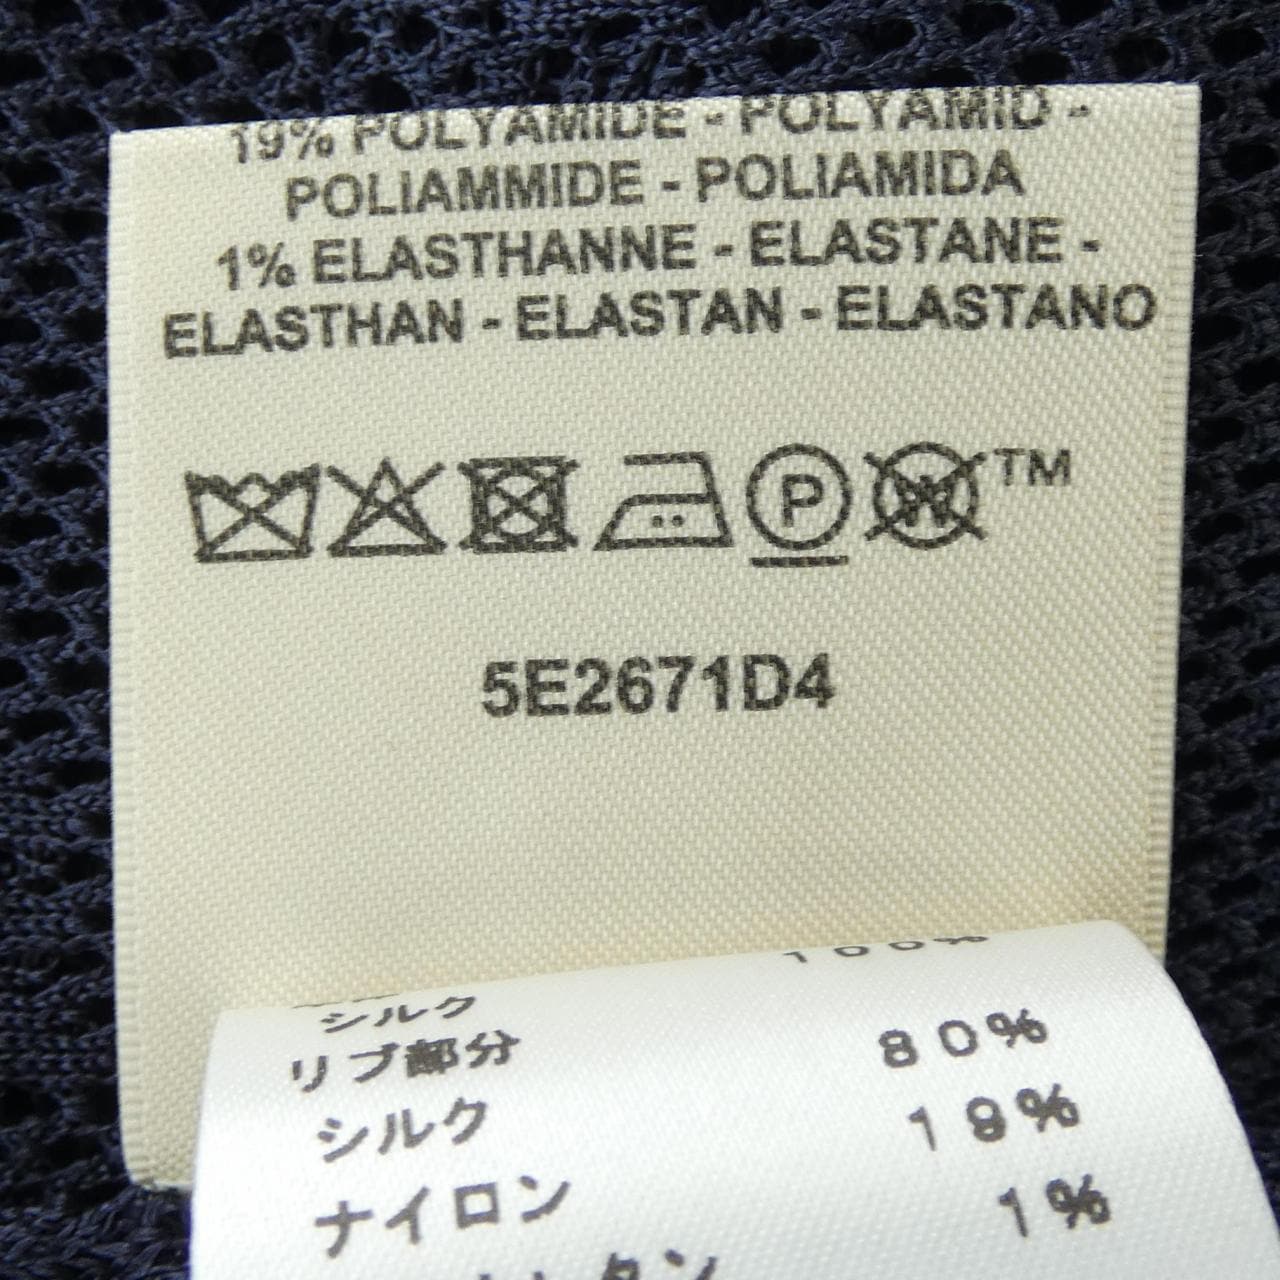 19% POLYAMIDE - POLYAMID -
POLIAMMIDE - POLIAMIDA
1% ELASTHANNE - ELASTANE -
ELASTHAN - ELASTAN - ELASTANO
P W TM
5E2671D4
シルク 100%
リブ部分
シルク 80%
ナイロン 19%
1%